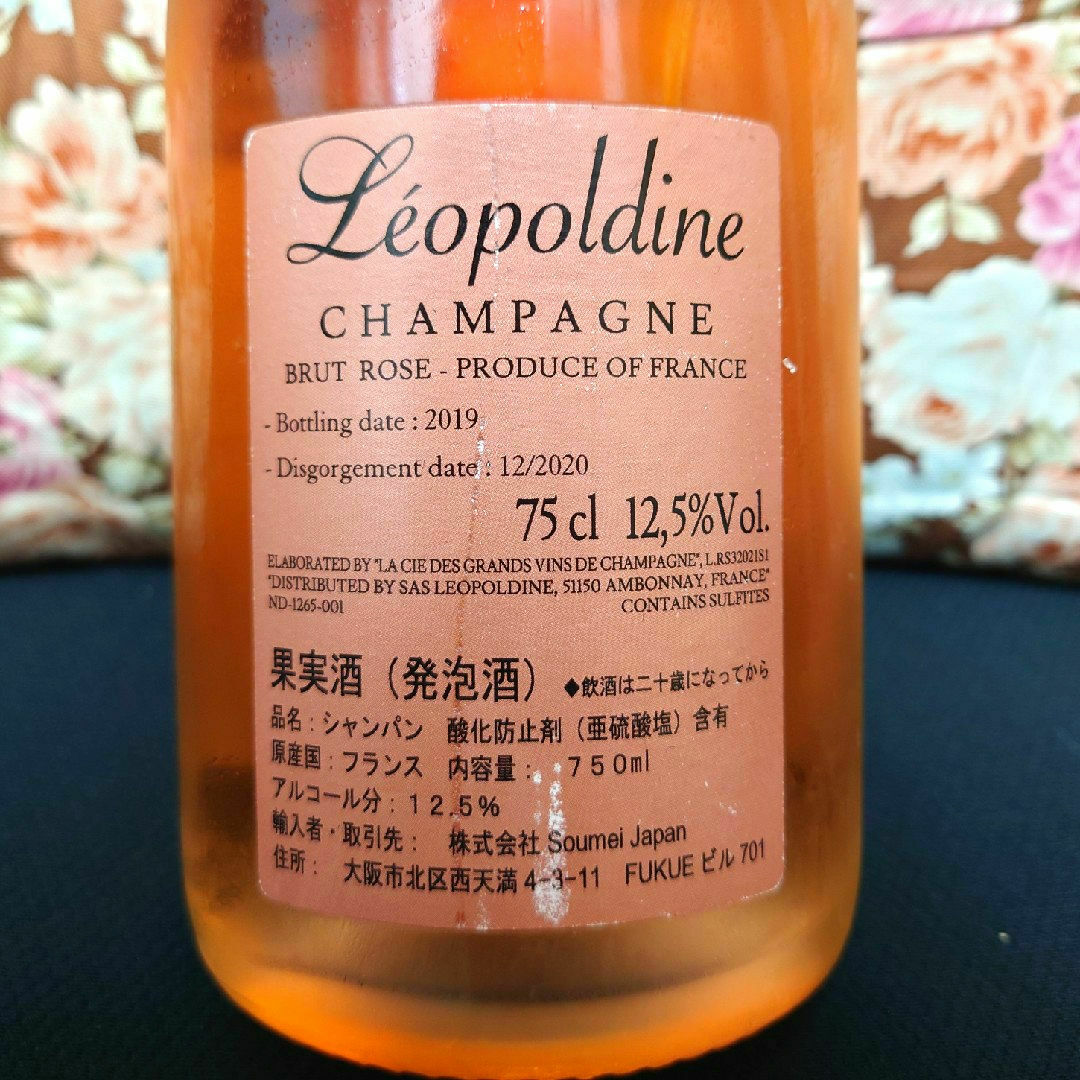 Léopoldine
CHAMPAGNE
BRUT ROSE - PRODUCE OF FRANCE
- Bottling date : 2019
- Disgorgement date : 12/2020
75 cl 12,5%Vol.
ELABORATED BY "LA CIE DES GRANDS VINS DE CHAMPAGNE", L.RS3202181
"DISTRIBUTED BY SAS LEOPOLDINE, 51150 AMBONNAY, FRANCE"
ND-1265-001 CONTAINS SULFITES
果実酒（発泡酒） ◆飲酒は二十歳になってから
品名：シャンパン 酸化防止剤（亜硫酸塩）含有
原産国：フランス 内容量： 750ml
アルコール分：12.5%
輸入者・取引先： 株式会社 Soumei Japan
住所： 大阪市北区西天満 4-3-11 FUKUE ビル 701